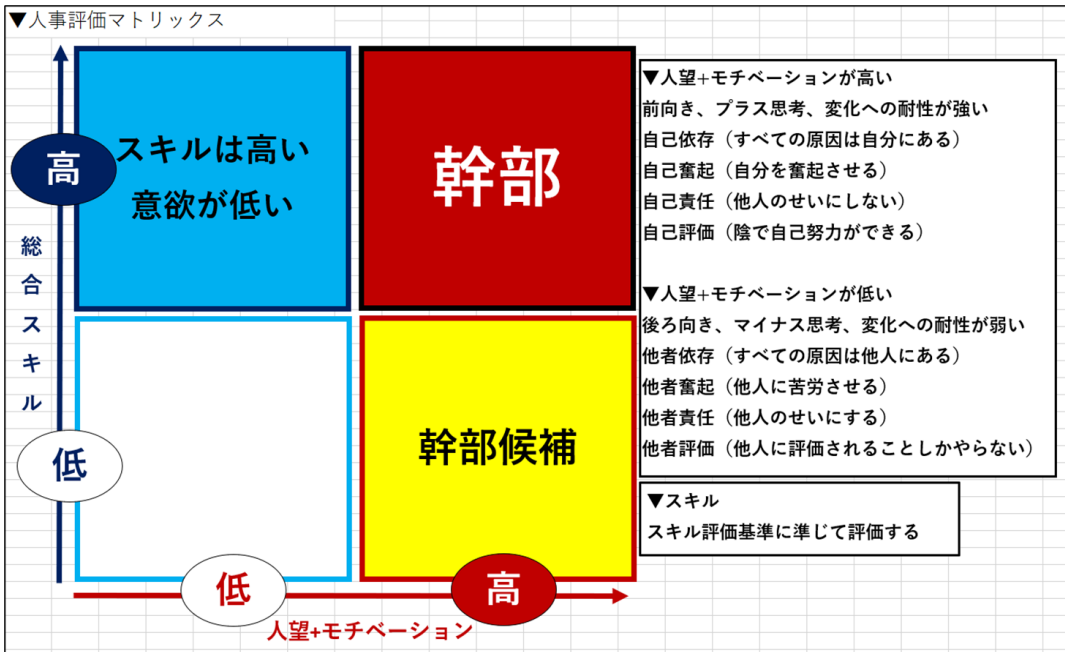 ▼人事評価マトリックス
高
総合スキル
低
スキルは高い
意欲が低い
幹部
幹部候補
低
高
人望+モチベーション
▼人望+モチベーションが高い
前向き、プラス思考、変化への耐性が強い
自己依存（すべての原因は自分にある）
自己奮起（自分を奮起させる）
自己責任（他人のせいにしない）
自己評価（陰で自己努力ができる）
▼人望+モチベーションが低い
後ろ向き、マイナス思考、変化への耐性が弱い
他者依存（すべての原因は他人にある）
他者奮起（他人に苦労させる）
他者責任（他人のせいにする）
他者評価（他人に評価されることしかやらない）
▼スキル
スキル評価基準に準じて評価する